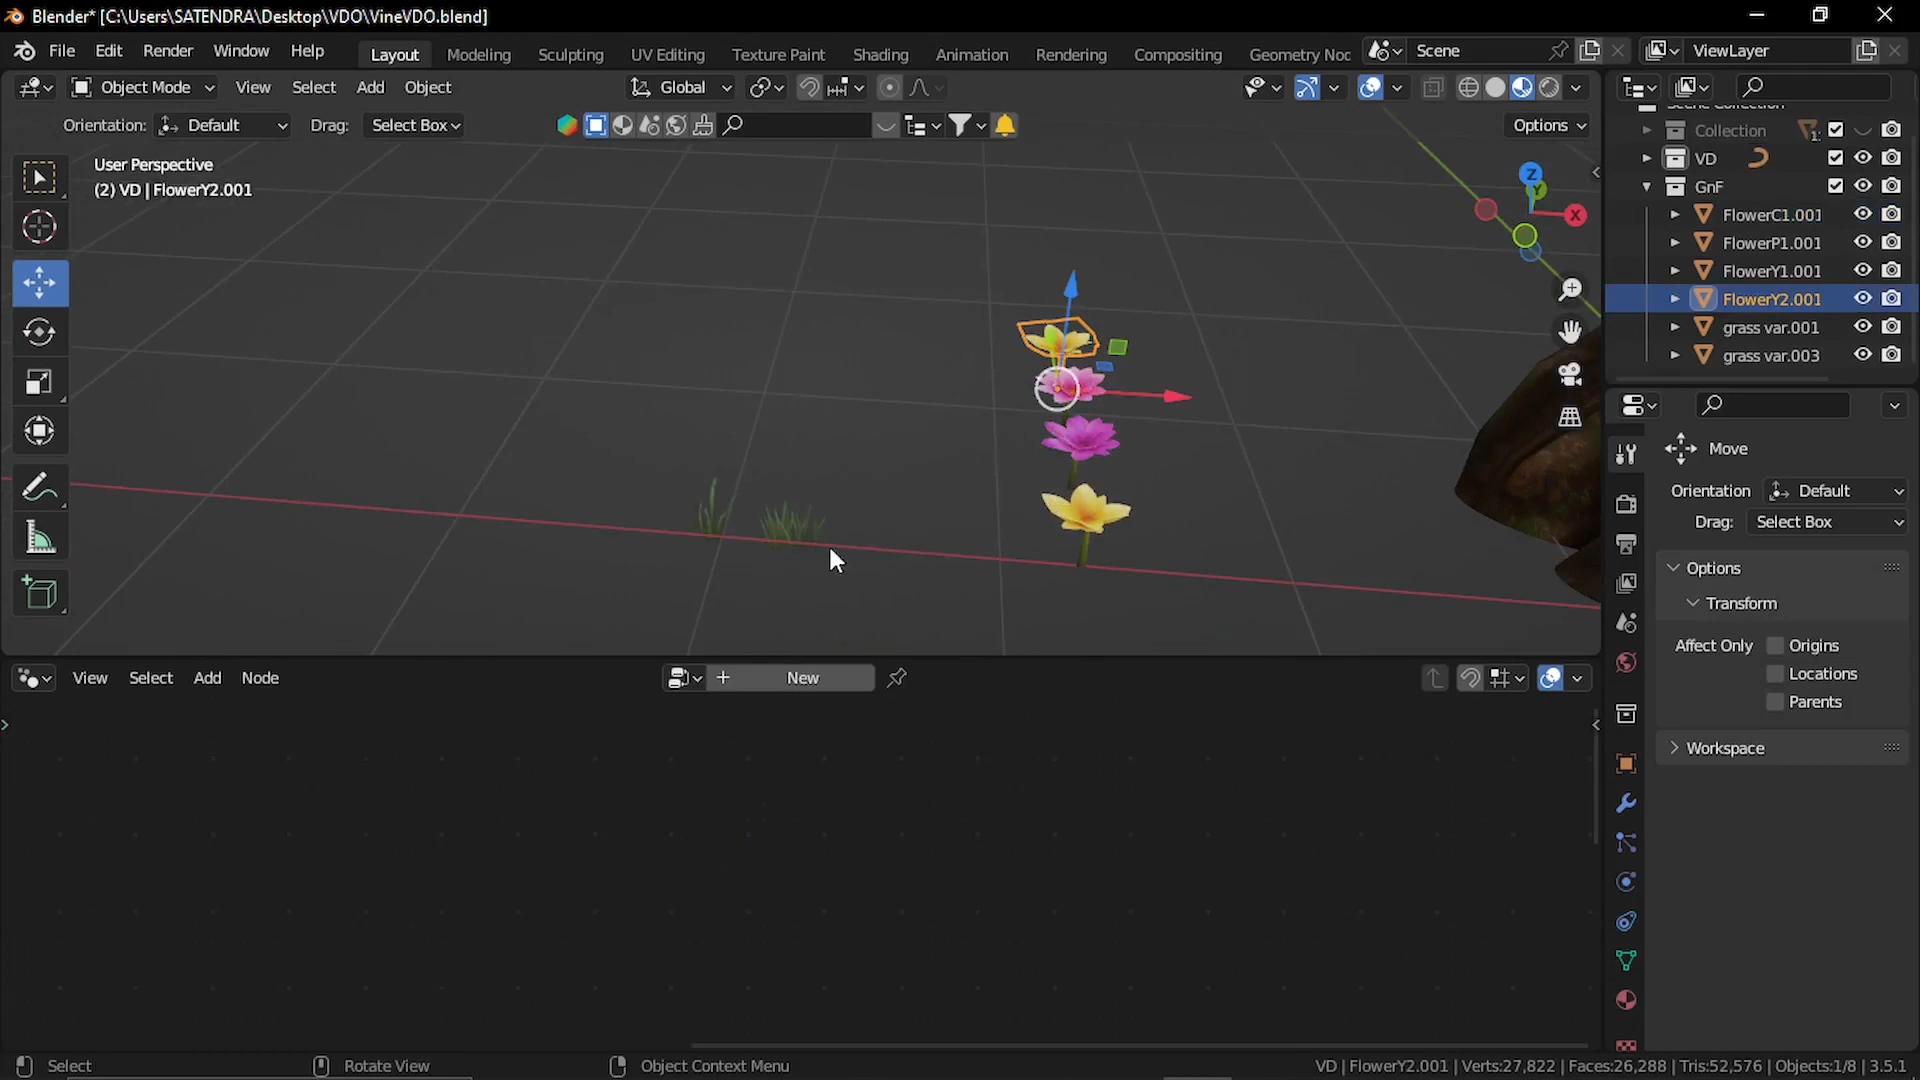 Blender* [C:\Users\SATENDRA\Desktop\VDO\VineVDO.blend]
File Edit Render Window Help Layout Modeling Sculpting UV Editing Texture Paint Shading Animation Rendering Compositing Geometry Noc Scene ViewLayer
Object Mode View Select Add Object Global
Orientation: Default Drag: Select Box Options
User Perspective
(2) VD | FlowerY2.001
Z
Y
X
Scene Collection
Collection 1
VD
GnF
FlowerC1.001
FlowerP1.001
FlowerY1.001
FlowerY2.001
grass var.001
grass var.003
Move
Orientation Default
Drag: Select Box
Options
Transform
Affect Only Origins
Locations
Parents
Workspace
View Select Add Node New
Select Rotate View Object Context Menu VD | FlowerY2.001 | Verts:27,822 | Faces:26,288 | Tris:52,576 | Objects:1/8 | 3.5.1